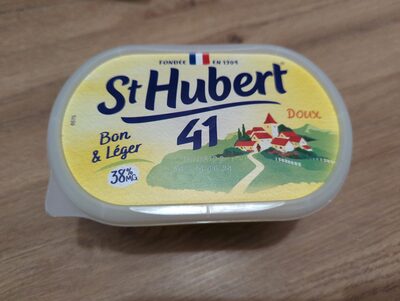 FONDÉE EN 1904
St Hubert
41
Doux
Bon
& Léger
38%
MG